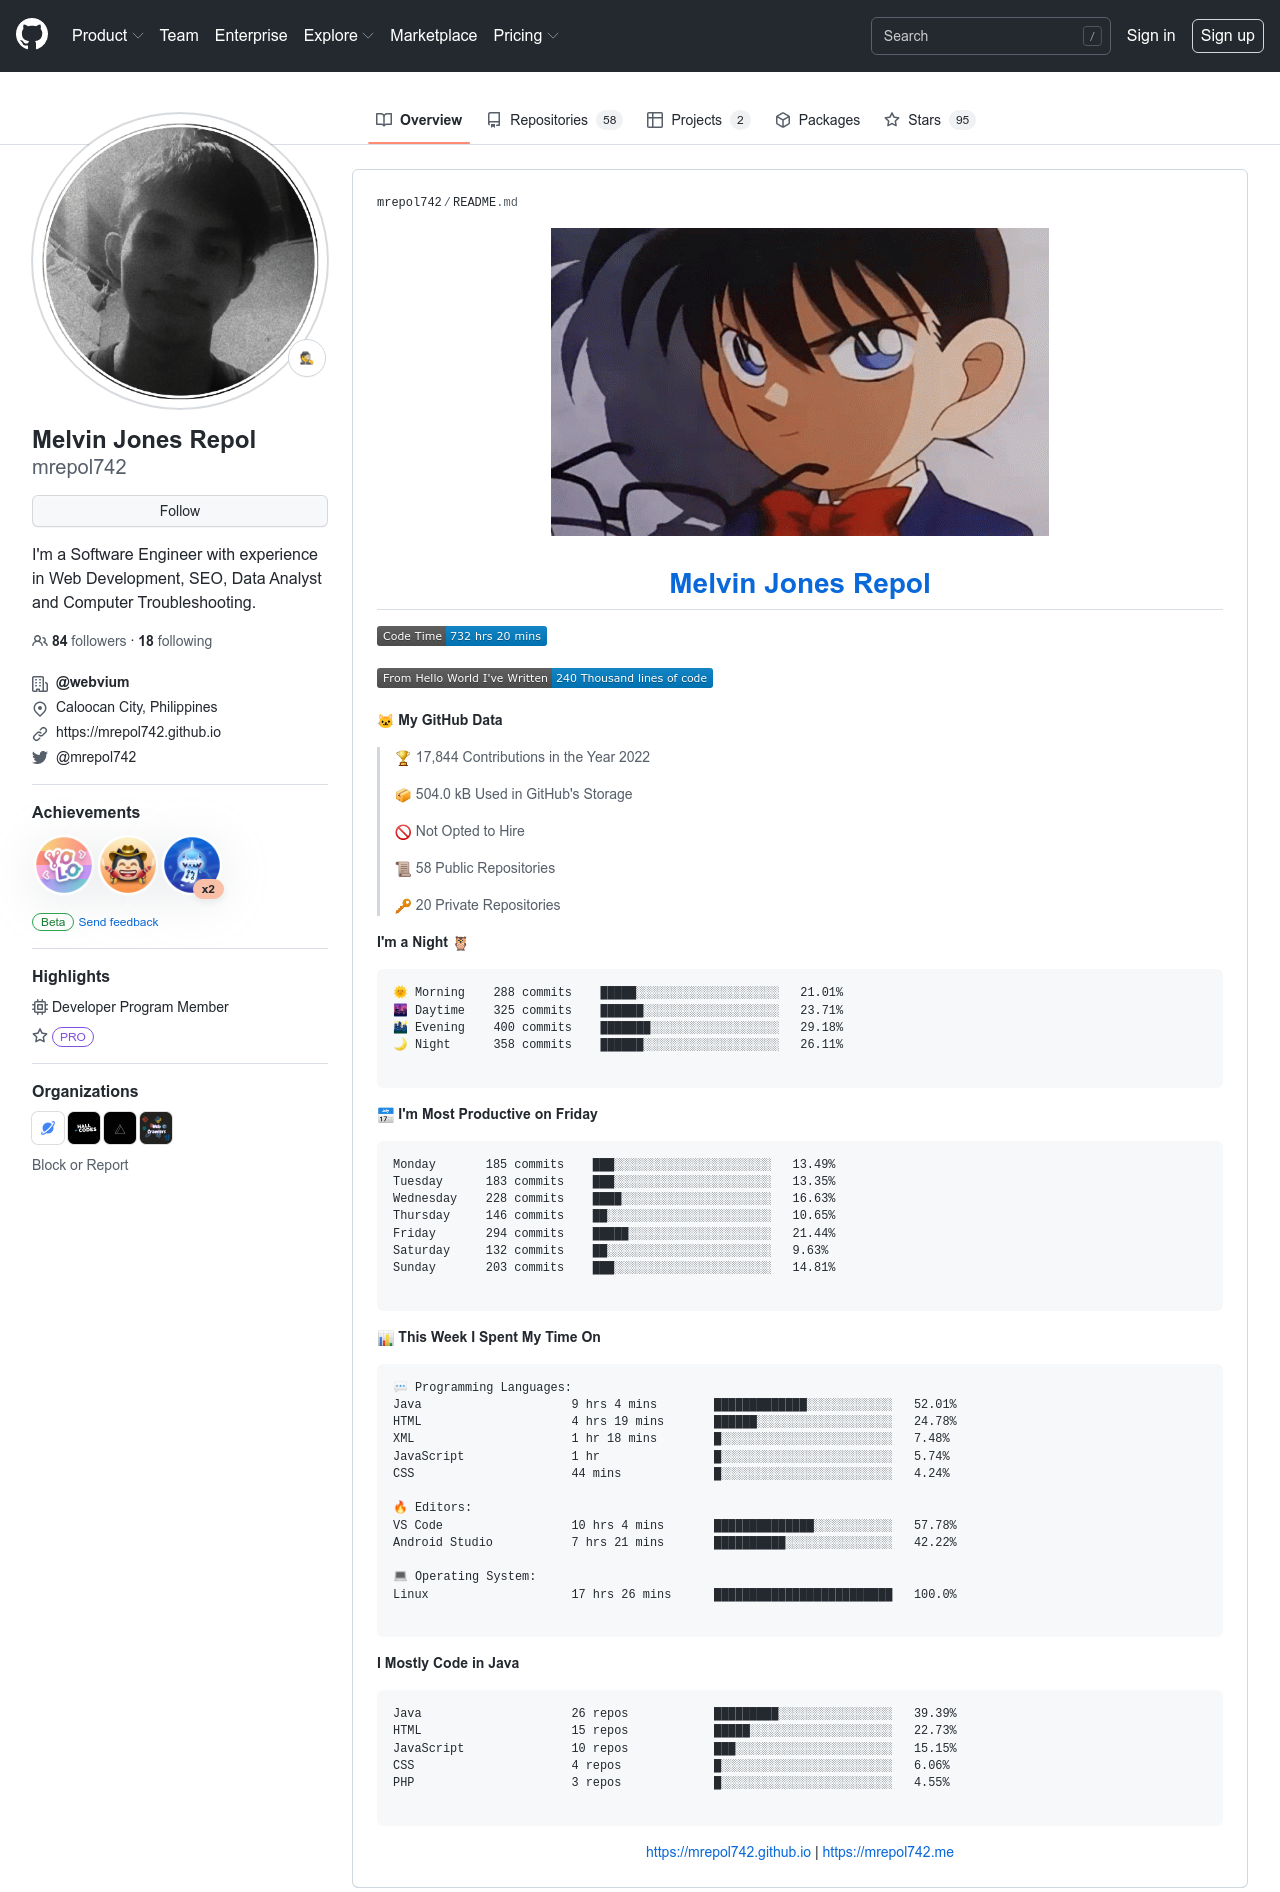 Product Team Enterprise Explore Marketplace Pricing Search / Sign in Sign up
Overview Repositories 58 Projects 2 Packages Stars 95
Melvin Jones Repol
mrepol742
Follow
I'm a Software Engineer with experience
in Web Development, SEO, Data Analyst
and Computer Troubleshooting.
84 followers · 18 following
@webvium
Caloocan City, Philippines
https://mrepol742.github.io
@mrepol742
Achievements
YOLO
x2
Beta Send feedback
Highlights
Developer Program Member
PRO
Organizations
Block or Report
mrepol742/README.md
Melvin Jones Repol
Code Time 732 hrs 20 mins
From Hello World I've Written 240 Thousand lines of code
🐱 My GitHub Data
🏆 17,844 Contributions in the Year 2022
📦 504.0 kB Used in GitHub's Storage
🚫 Not Opted to Hire
📜 58 Public Repositories
🔑 20 Private Repositories
I'm a Night 🦉
🌞 Morning 288 commits █████░░░░░░░░░░░░░░░░░░░░ 21.01%
🌆 Daytime 325 commits ██████░░░░░░░░░░░░░░░░░░░ 23.71%
🌃 Evening 400 commits ███████░░░░░░░░░░░░░░░░░░ 29.18%
🌙 Night 358 commits ██████░░░░░░░░░░░░░░░░░░░ 26.11%
📅 I'm Most Productive on Friday
Monday 185 commits ███░░░░░░░░░░░░░░░░░░░░░░ 13.49%
Tuesday 183 commits ███░░░░░░░░░░░░░░░░░░░░░░ 13.35%
Wednesday 228 commits ████░░░░░░░░░░░░░░░░░░░░░ 16.63%
Thursday 146 commits ██░░░░░░░░░░░░░░░░░░░░░░░ 10.65%
Friday 294 commits █████░░░░░░░░░░░░░░░░░░░░ 21.44%
Saturday 132 commits ██░░░░░░░░░░░░░░░░░░░░░░░ 9.63%
Sunday 203 commits ███░░░░░░░░░░░░░░░░░░░░░░ 14.81%
📊 This Week I Spent My Time On
💬 Programming Languages:
Java 9 hrs 4 mins █████████████░░░░░░░░░░░░ 52.01%
HTML 4 hrs 19 mins ██████░░░░░░░░░░░░░░░░░░░ 24.78%
XML 1 hr 18 mins █░░░░░░░░░░░░░░░░░░░░░░░░ 7.48%
JavaScript 1 hr █░░░░░░░░░░░░░░░░░░░░░░░░ 5.74%
CSS 44 mins █░░░░░░░░░░░░░░░░░░░░░░░░ 4.24%
🔥 Editors:
VS Code 10 hrs 4 mins ██████████████░░░░░░░░░░░ 57.78%
Android Studio 7 hrs 21 mins ██████████░░░░░░░░░░░░░░░ 42.22%
💻 Operating System:
Linux 17 hrs 26 mins █████████████████████████ 100.0%
I Mostly Code in Java
Java 26 repos █████████░░░░░░░░░░░░░░░░ 39.39%
HTML 15 repos █████░░░░░░░░░░░░░░░░░░░░ 22.73%
JavaScript 10 repos ███░░░░░░░░░░░░░░░░░░░░░░ 15.15%
CSS 4 repos █░░░░░░░░░░░░░░░░░░░░░░░░ 6.06%
PHP 3 repos █░░░░░░░░░░░░░░░░░░░░░░░░ 4.55%
https://mrepol742.github.io | https://mrepol742.me